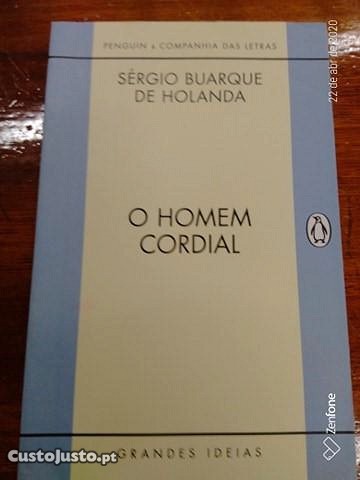 PENGUIN & COMPANHIA DAS LETRAS
SÉRGIO BUARQUE
DE HOLANDA
O HOMEM
CORDIAL
GRANDES IDEIAS
22 de abr de 2020
Zenfone
CustoJusto.pt